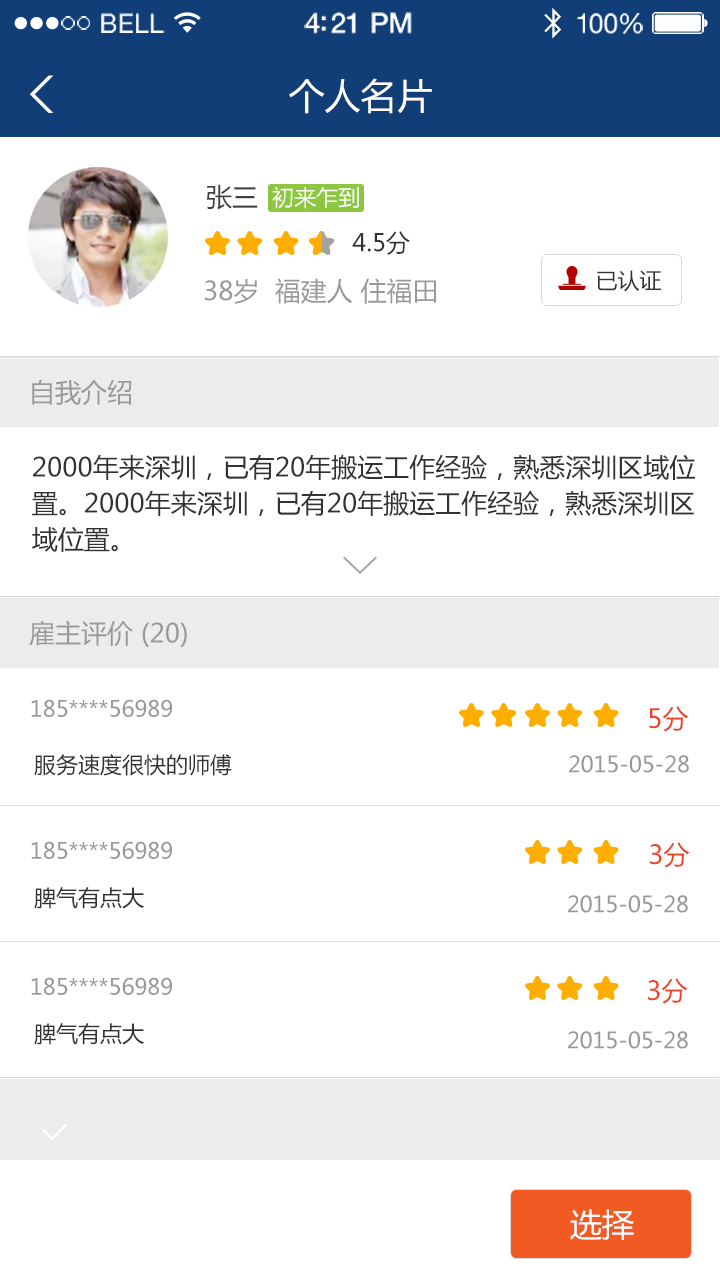 BELL 4:21 PM 100%
个人名片
张三 初来乍到
4.5分
38岁 福建人 住福田
已认证
自我介绍
2000年来深圳，已有20年搬运工作经验，熟悉深圳区域位
置。2000年来深圳，已有20年搬运工作经验，熟悉深圳区
域位置。
雇主评价 (20)
185****56989 5分
服务速度很快的师傅 2015-05-28
185****56989 3分
脾气有点大 2015-05-28
185****56989 3分
脾气有点大 2015-05-28
选择